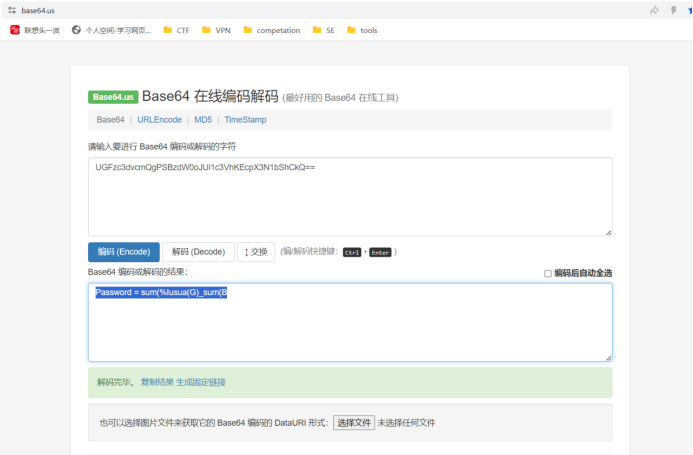 base64.us
联想头一波 个人空间-学习网页... CTF VPN competation SE tools
Base64.us Base64 在线编码解码 (最好用的 Base64 在线工具)
Base64 | URLEncode | MD5 | TimeStamp
请输入要进行 Base64 编码或解码的字符
UGFzc3dvcmQgPSBzdW0oJUl1c3VhKEcpX3N1bShCkQ==
编码 (Encode) 解码 (Decode) ↕ 交换 (编/解码快捷键: Ctrl + Enter )
Base64 编码或解码的结果: 编码后自动全选
Password = sum(%Iusua(G)_sum(B
解码完毕。 复制结果 生成固定链接
也可以选择图片文件来获取它的 Base64 编码的 DataURI 形式: 选择文件 未选择任何文件